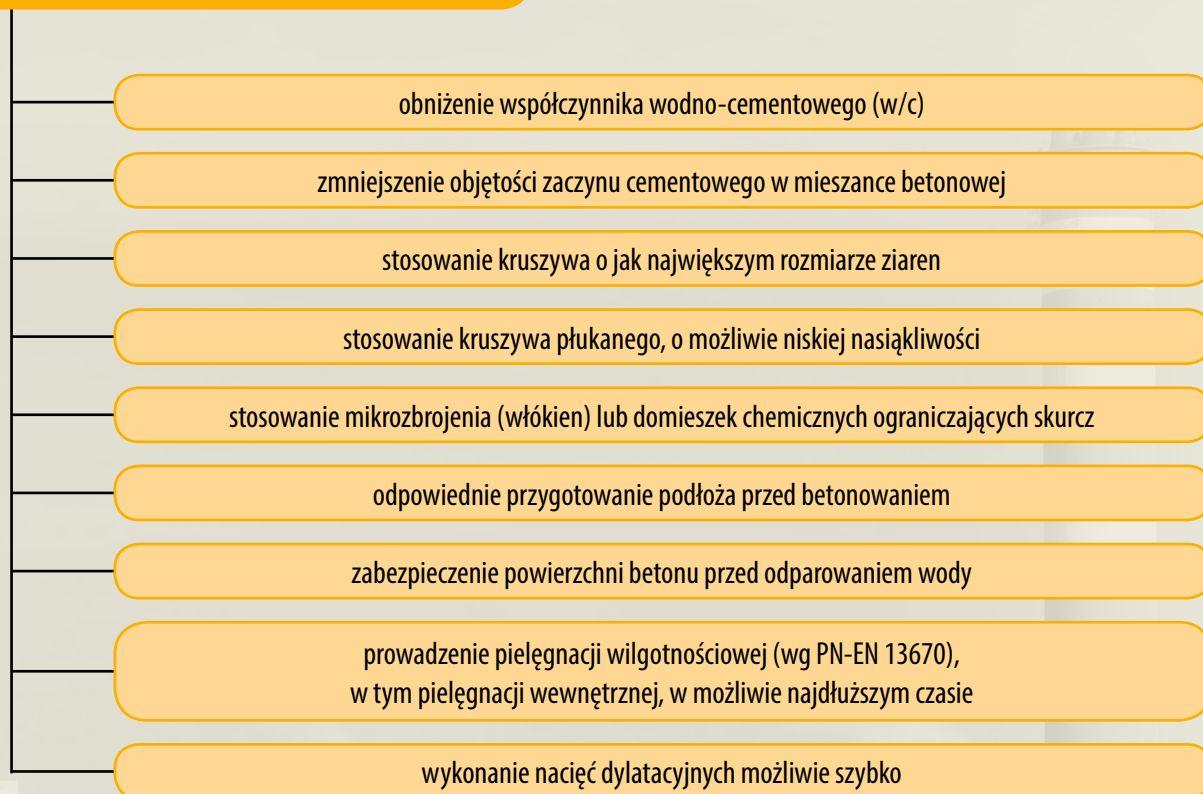 obniżenie współczynnika wodno-cementowego (w/c)
zmniejszenie objętości zaczynu cementowego w mieszance betonowej
stosowanie kruszywa o jak największym rozmiarze ziaren
stosowanie kruszywa płukanego, o możliwie niskiej nasiąkliwości
stosowanie mikrozbrojenia (włókien) lub domieszek chemicznych ograniczających skurcz
odpowiednie przygotowanie podłoża przed betonowaniem
zabezpieczenie powierzchni betonu przed odparowaniem wody
prowadzenie pielęgnacji wilgotnościowej (wg PN-EN 13670),
w tym pielęgnacji wewnętrznej, w możliwie najdłuższym czasie
wykonanie nacięć dylatacyjnych możliwie szybko